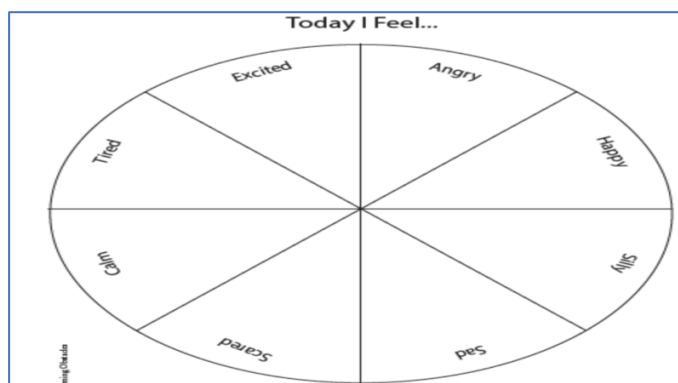 Today I Feel...
Excited
Angry
Happy
Silly
Sad
Scared
Calm
Tired